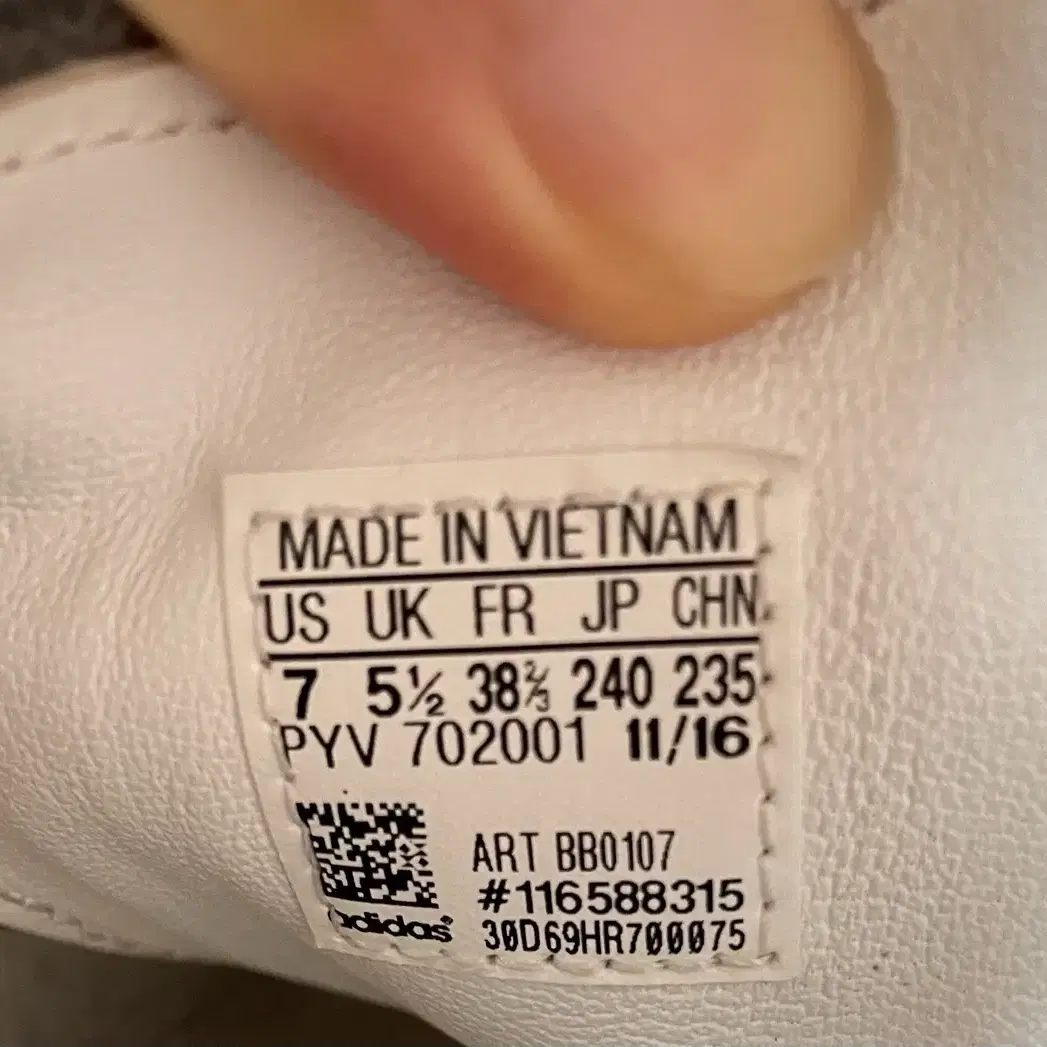 MADE IN VIETNAM
US UK FR JP CHN
7 5½ 38⅔ 240 235
PYV 702001 11/16
ART BB0107
#116588315
adidas 30D69HR700075